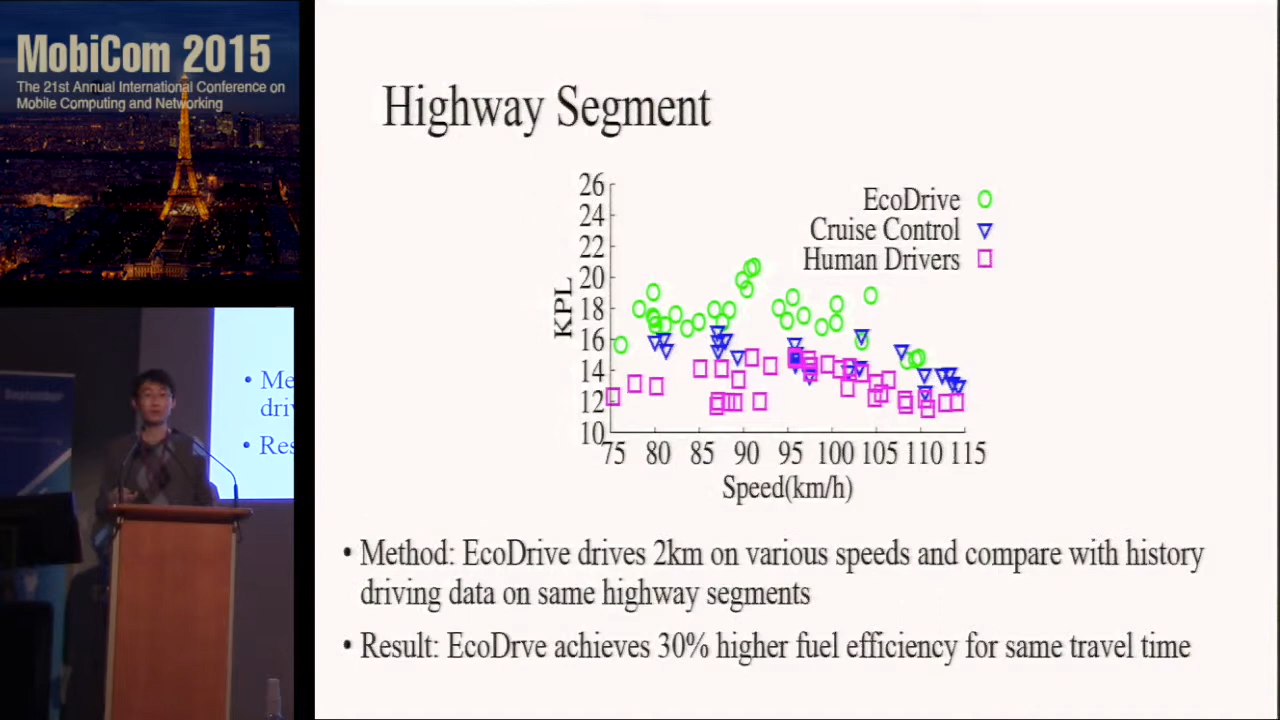 MobiCom 2015
The 21st Annual International Conference on
Mobile Computing and Networking
Highway Segment
26
24
22
20
18
16
14
12
10
KPL
EcoDrive
Cruise Control
Human Drivers
75 80 85 90 95 100 105 110 115
Speed(km/h)
• Method: EcoDrive drives 2km on various speeds and compare with history
driving data on same highway segments
• Result: EcoDrve achieves 30% higher fuel efficiency for same travel time
• Me
driv
• Res